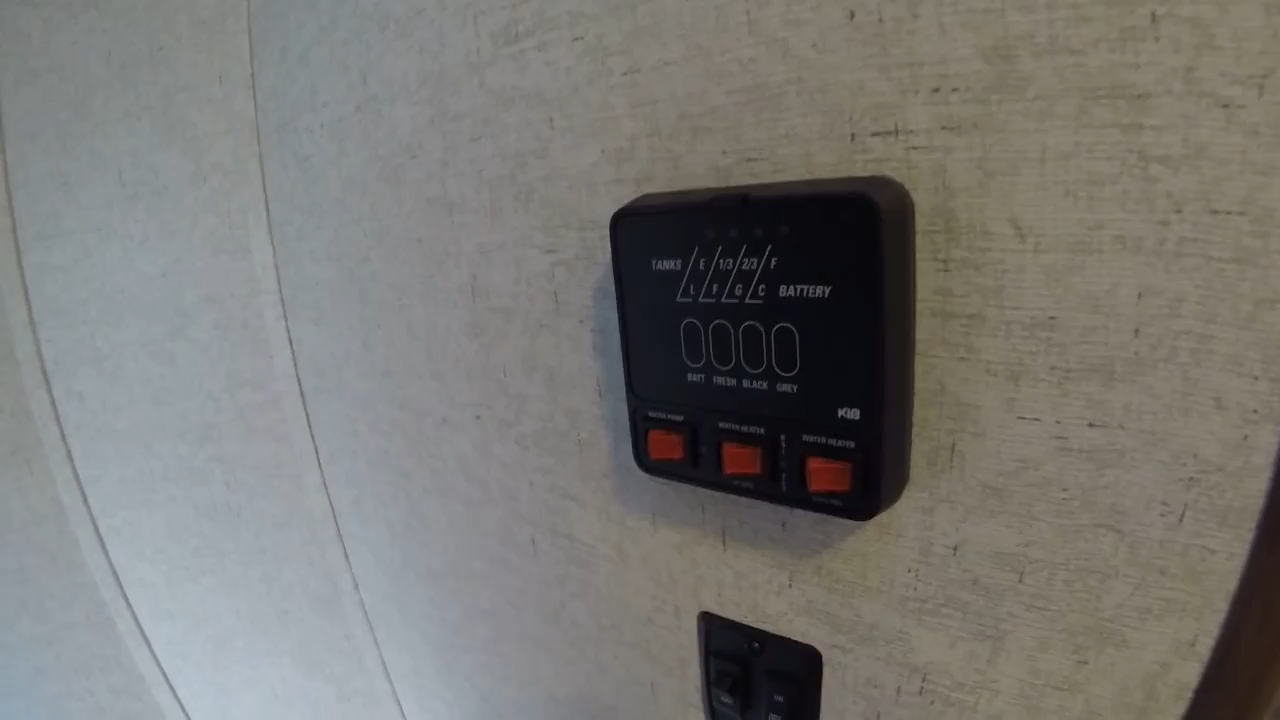 TANKS E 1/3 2/3 F
L F G C BATTERY
BATT FRESH BLACK GREY
KIB
WATER PUMP WATER HEATER WATER HEATER